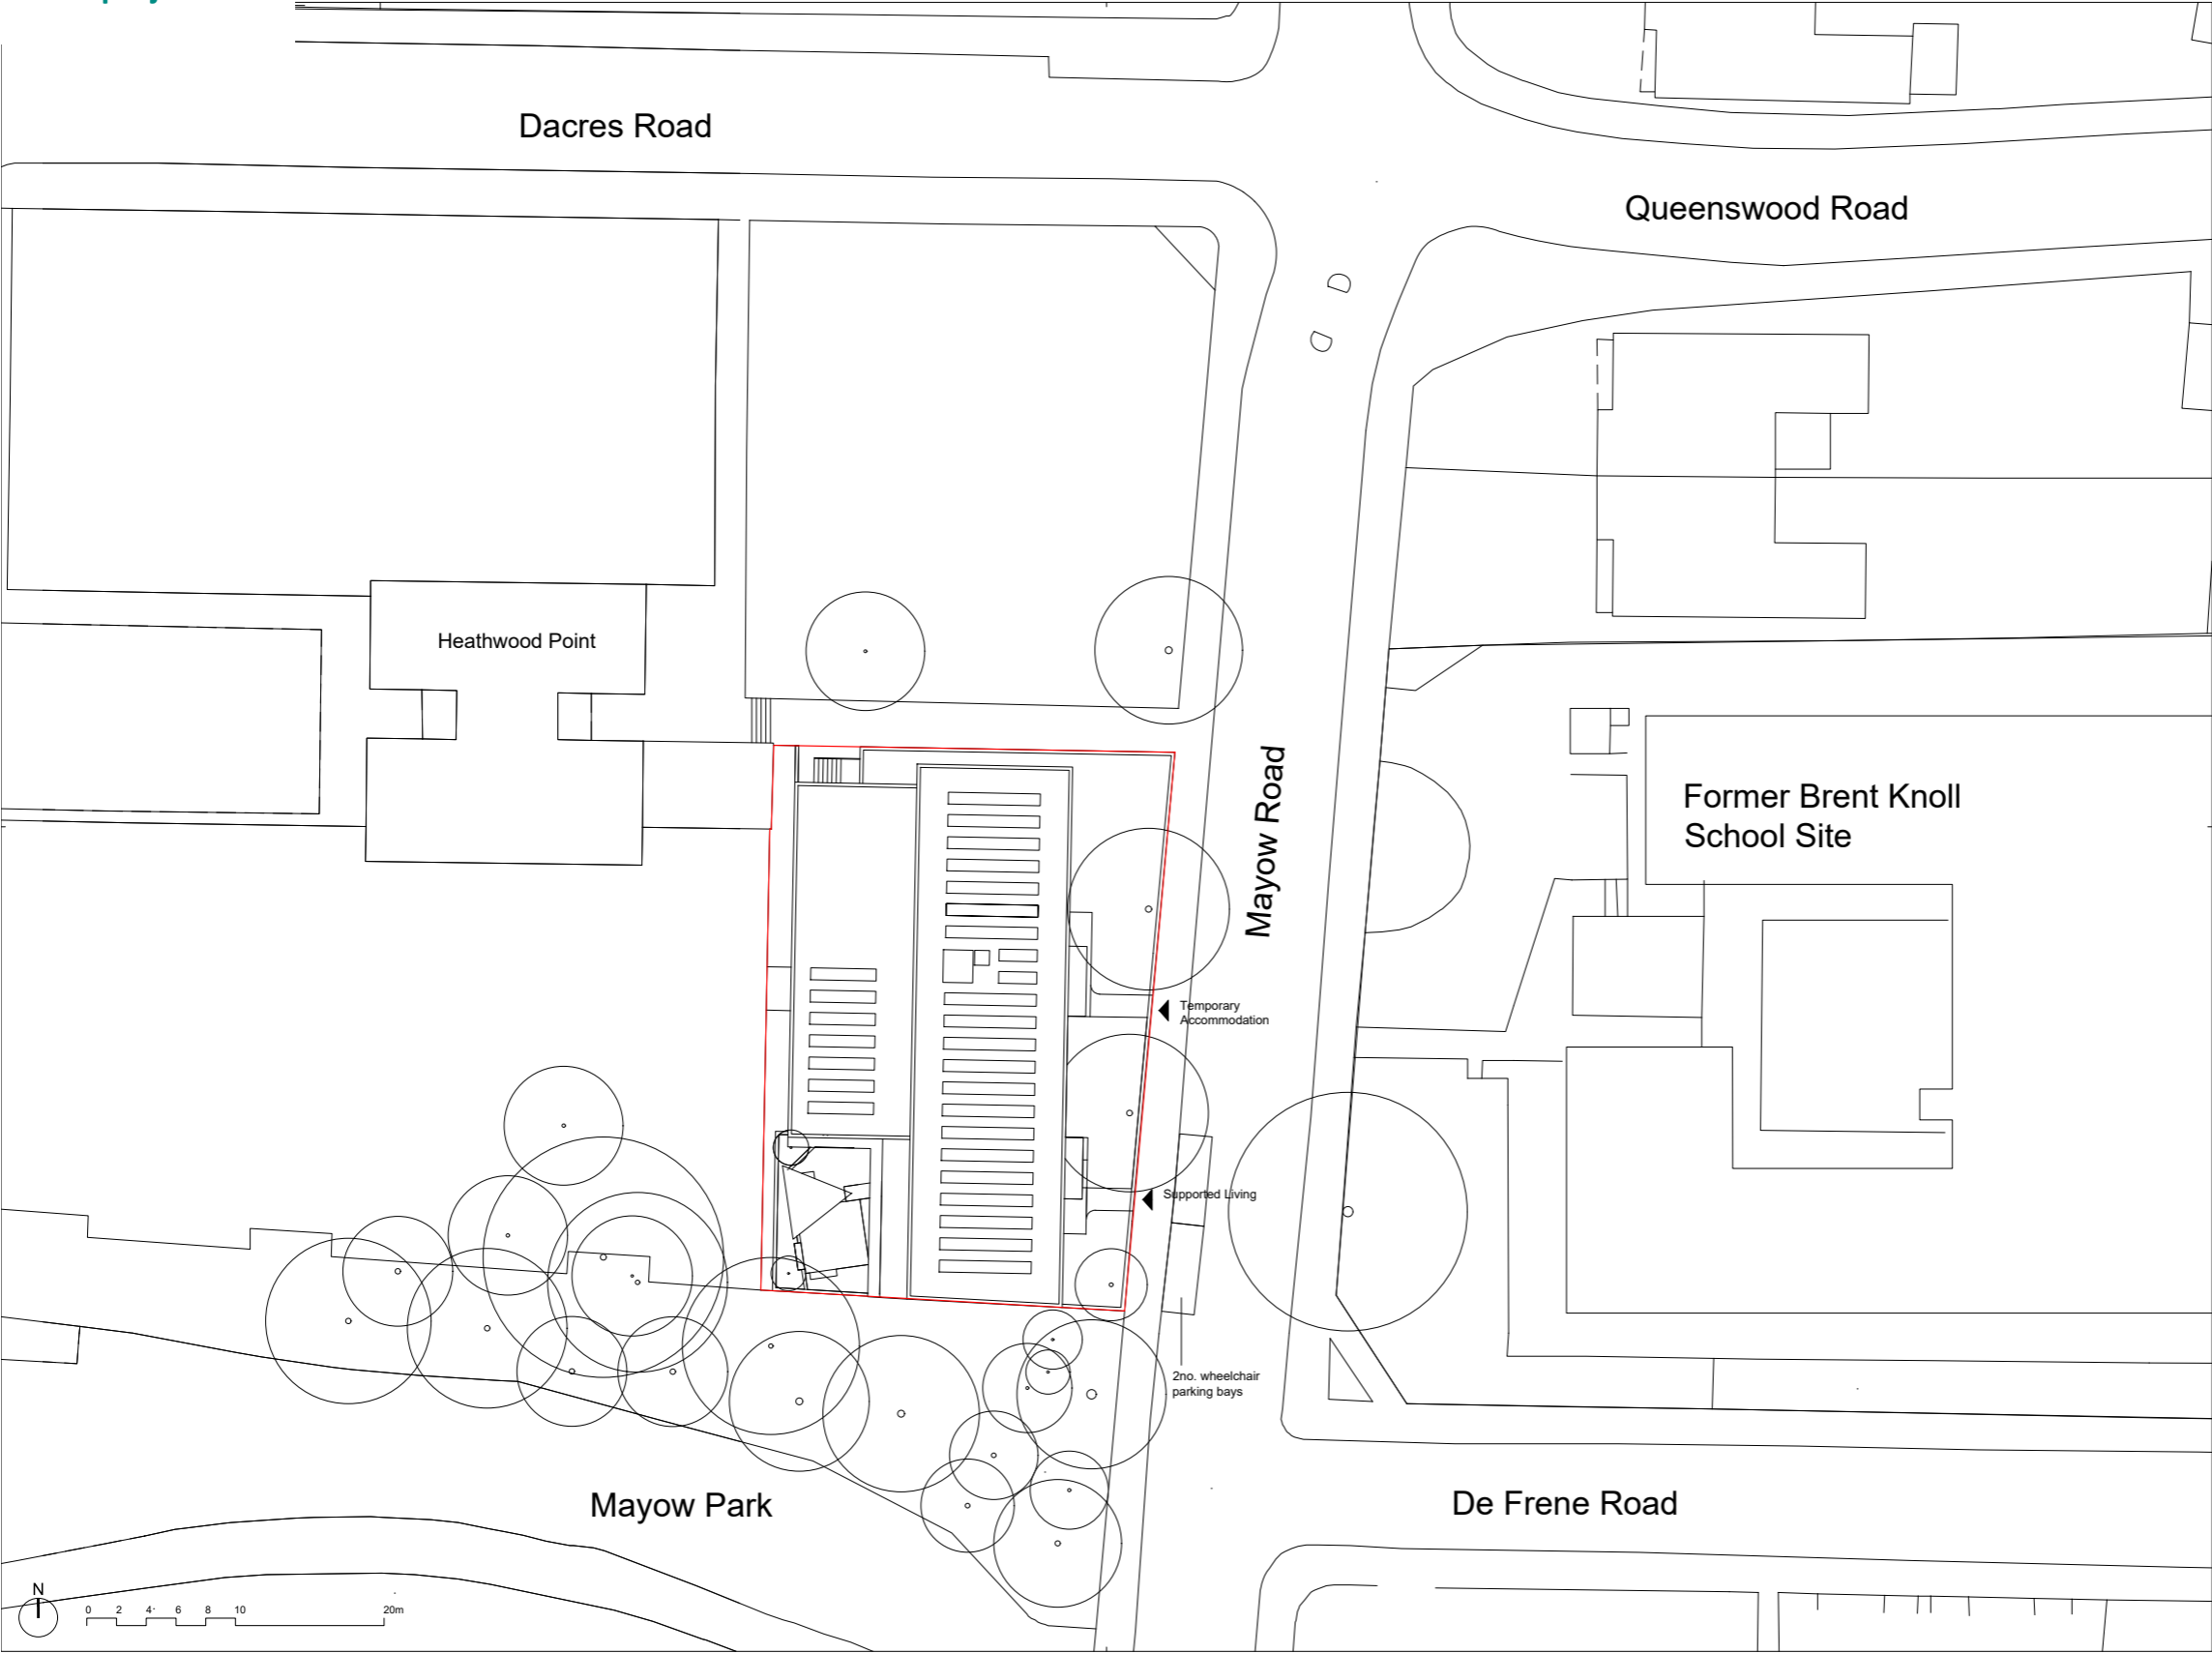 Dacres Road
Queenswood Road
Heathwood Point
Mayow Road
Former Brent Knoll
School Site
Temporary
Accommodation
Supported Living
2no. wheelchair
parking bays
Mayow Park
De Frene Road
N
0 2 4 6 8 10 20m